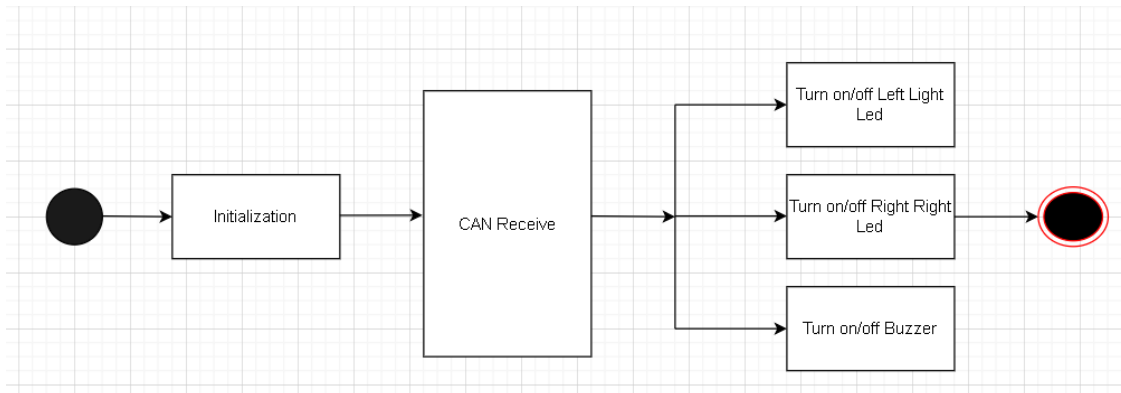 Initialization
CAN Receive
Turn on/off Left Light
Led
Turn on/off Right Right
Led
Turn on/off Buzzer